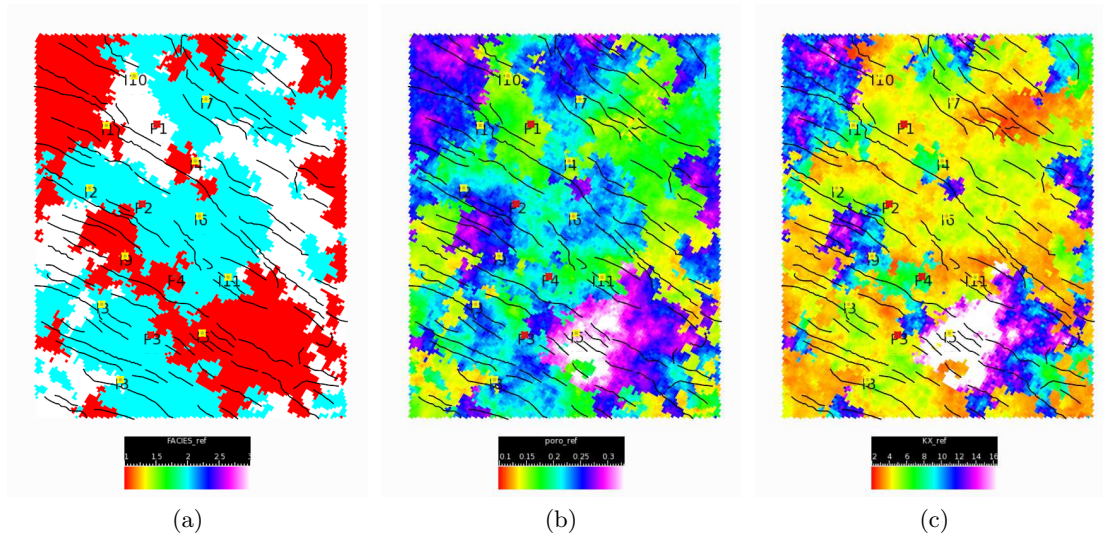 I10
I7
I1
P1
I4
I2
P2
I6
I9
P4
I11
I3
P3
I5
I8
FACIES_ref
1 1.5 2 2.5 3
(a)
I10
I1
P1
I4
P2
I6
P4
I11
P3
I5
poro_ref
0.1 0.15 0.2 0.25 0.3
(b)
I10
I7
I1
P1
I4
I2
P2
I6
I9
P4
I11
I3
P3
I5
I8
KX_ref
2 4 6 8 10 12 14 16
(c)